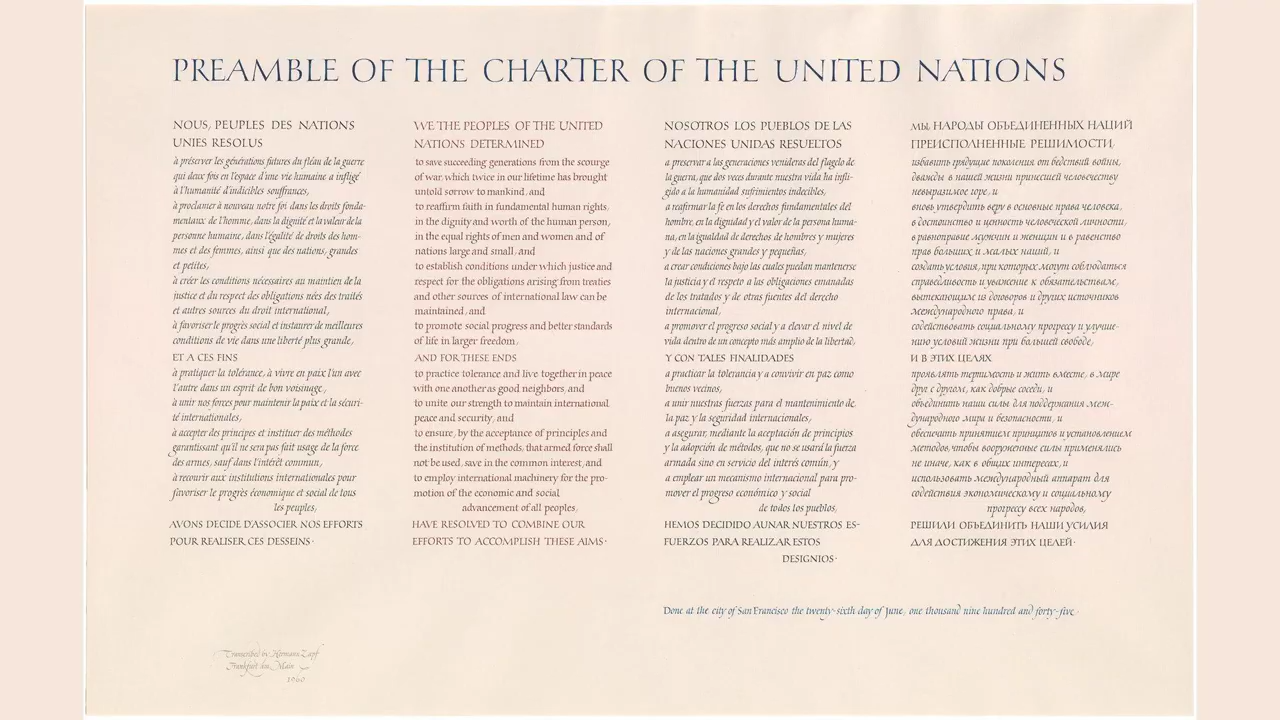 PREAMBLE OF THE CHARTER OF THE UNITED NATIONS
NOUS, PEUPLES DES NATIONS
UNIES RESOLUS
à préserver les générations futures du fléau de la guerre
qui deux fois en l'espace d'une vie humaine a infligé
à l'humanité d'indicibles souffrances,
à proclamer à nouveau notre foi dans les droits fonda-
mentaux de l'homme, dans la dignité et la valeur de la
personne humaine, dans l'égalité de droits des hom-
mes et des femmes, ainsi que des nations, grandes
et petites,
à créer les conditions nécessaires au maintien de la
justice et du respect des obligations nées des traités
et autres sources du droit international,
à favoriser le progrès social et instaurer de meilleures
conditions de vie dans une liberté plus grande,
ET A CES FINS
à pratiquer la tolérance, à vivre en paix l'un avec
l'autre dans un esprit de bon voisinage,
à unir nos forces pour maintenir la paix et la sécuri-
té internationales,
à accepter des principes et instituer des méthodes
garantissant qu'il ne sera pas fait usage de la force
des armes, sauf dans l'intérêt commun,
à recourir aux institutions internationales pour
favoriser le progrès économique et social de tous
les peuples,
AVONS DECIDE D'ASSOCIER NOS EFFORTS
POUR REALISER CES DESSEINS·
WE THE PEOPLES OF THE UNITED
NATIONS DETERMINED
to save succeeding generations from the scourge
of war, which twice in our lifetime has brought
untold sorrow to mankind, and
to reaffirm faith in fundamental human rights,
in the dignity and worth of the human person,
in the equal rights of men and women and of
nations large and small, and
to establish conditions under which justice and
respect for the obligations arising from treaties
and other sources of international law can be
maintained, and
to promote social progress and better standards
of life in larger freedom,
AND FOR THESE ENDS
to practice tolerance and live together in peace
with one another as good neighbors, and
to unite our strength to maintain international
peace and security, and
to ensure, by the acceptance of principles and
the institution of methods, that armed force shall
not be used, save in the common interest, and
to employ international machinery for the pro-
motion of the economic and social
advancement of all peoples,
HAVE RESOLVED TO COMBINE OUR
EFFORTS TO ACCOMPLISH THESE AIMS·
NOSOTROS LOS PUEBLOS DE LAS
NACIONES UNIDAS RESUELTOS
a preservar a las generaciones venideras del flagelo de
la guerra, que dos veces durante nuestra vida ha infli-
gido a la humanidad sufrimientos indecibles,
a reafirmar la fe en los derechos fundamentales del
hombre, en la dignidad y el valor de la persona huma-
na, en la igualdad de derechos de hombres y mujeres
y de las naciones grandes y pequeñas,
a crear condiciones bajo las cuales puedan mantenerse
la justicia y el respeto a las obligaciones emanadas
de los tratados y de otras fuentes del derecho
internacional,
a promover el progreso social y a elevar el nivel de
vida dentro de un concepto más amplio de la libertad,
Y CON TALES FINALIDADES
a practicar la tolerancia y a convivir en paz como
buenos vecinos,
a unir nuestras fuerzas para el mantenimiento de
la paz y la seguridad internacionales,
a asegurar, mediante la aceptación de principios
y la adopción de métodos, que no se usará la fuerza
armada sino en servicio del interés común, y
a emplear un mecanismo internacional para pro-
mover el progreso económico y social
de todos los pueblos,
HEMOS DECIDIDO AUNAR NUESTROS ES-
FUERZOS PARA REALIZAR ESTOS
DESIGNIOS·
МЫ, НАРОДЫ ОБЪЕДИНЕННЫХ НАЦИЙ
ПРЕИСПОЛНЕННЫЕ РЕШИМОСТИ,
избавить грядущие поколения от бедствий войны,
дважды в нашей жизни принесшей человечеству
невыразимое горе, и
вновь утвердить веру в основные права человека,
в достоинство и ценность человеческой личности,
в равноправие мужчин и женщин и в равенство
прав больших и малых наций, и
создать условия, при которых могут соблюдаться
справедливость и уважение к обязательствам,
вытекающим из договоров и других источников
международного права, и
содействовать социальному прогрессу и улучше-
нию условий жизни при большей свободе,
И В ЭТИХ ЦЕЛЯХ
проявлять терпимость и жить вместе, в мире
друг с другом, как добрые соседи, и
объединить наши силы для поддержания меж-
дународного мира и безопасности, и
обеспечить принятием принципов и установлением
методов, чтобы вооруженные силы применялись
не иначе, как в общих интересах, и
использовать международный аппарат для
содействия экономическому и социальному
прогрессу всех народов,
РЕШИЛИ ОБЪЕДИНИТЬ НАШИ УСИЛИЯ
ДЛЯ ДОСТИЖЕНИЯ ЭТИХ ЦЕЛЕЙ·
Done at the city of San Francisco the twenty-sixth day of June, one thousand nine hundred and forty-five·
Transcribed by Hermann Zapf
Frankfurt am Main
1960